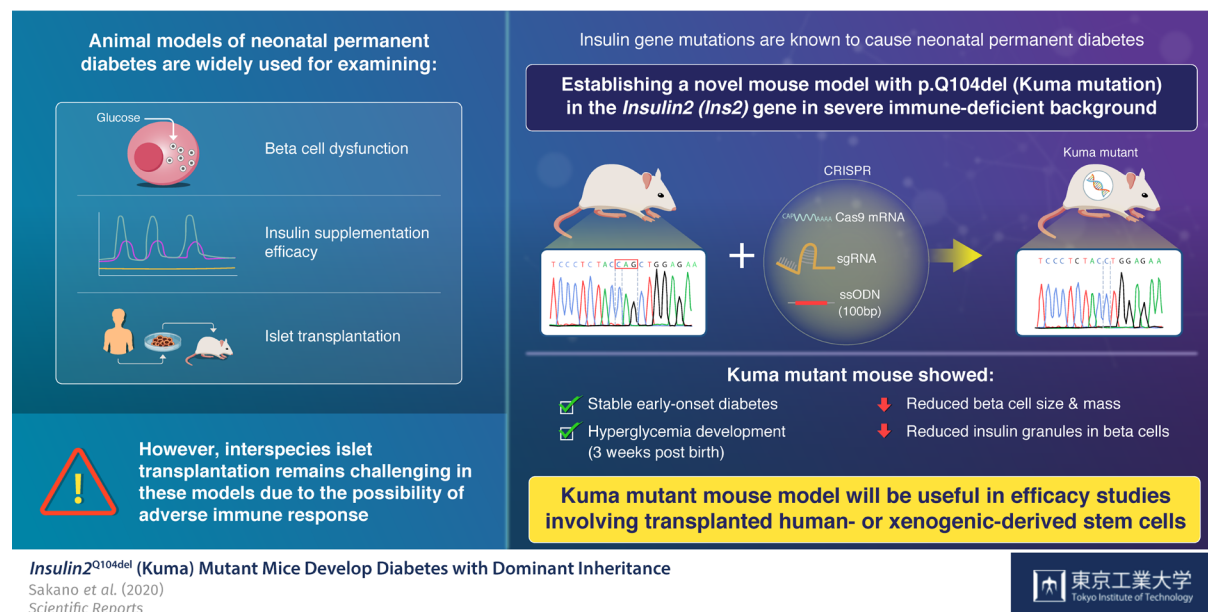 Animal models of neonatal permanent
diabetes are widely used for examining:
Glucose
Beta cell dysfunction
Insulin supplementation
efficacy
Islet transplantation
However, interspecies islet
transplantation remains challenging in
these models due to the possibility of
adverse immune response
Insulin gene mutations are known to cause neonatal permanent diabetes
Establishing a novel mouse model with p.Q104del (Kuma mutation)
in the Insulin2 (Ins2) gene in severe immune-deficient background
TCCCTCTACCAGCTGGAGAA
CRISPR
CAP Cas9 mRNA
sgRNA
ssODN
(100bp)
Kuma mutant
TCCCTCTACCTGGAGAA
Kuma mutant mouse showed:
Stable early-onset diabetes
Hyperglycemia development
(3 weeks post birth)
Reduced beta cell size & mass
Reduced insulin granules in beta cells
Kuma mutant mouse model will be useful in efficacy studies
involving transplanted human- or xenogenic-derived stem cells
Insulin2Q104del (Kuma) Mutant Mice Develop Diabetes with Dominant Inheritance
Sakano et al. (2020)
Scientific Reports
東京工業大学
Tokyo Institute of Technology